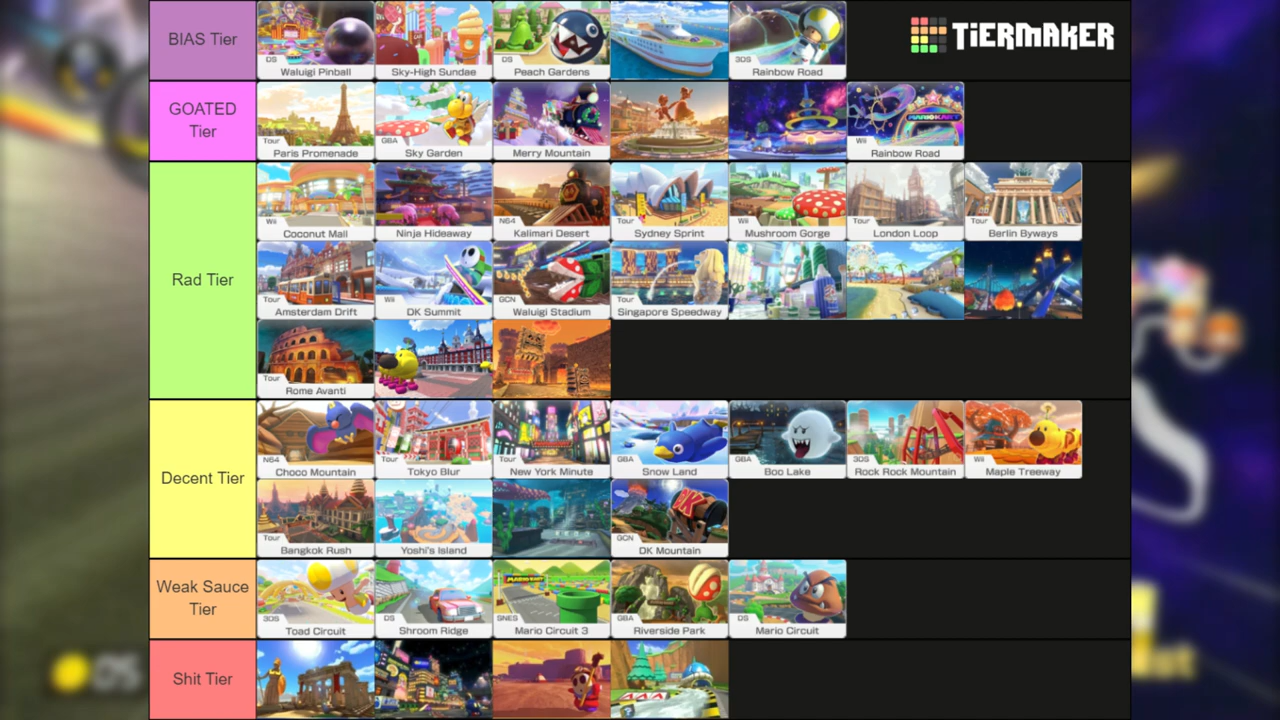 BIAS Tier
DS
Waluigi Pinball
Sky-High Sundae
DS
Peach Gardens
3DS
Rainbow Road
TiERMAKER
GOATED
Tier
Tour
Paris Promenade
GBA
Sky Garden
Merry Mountain
MARIOKART
Wii
Rainbow Road
Rad Tier
Wii
Coconut Mall
Ninja Hideaway
N64
Kalimari Desert
Tour
Sydney Sprint
Wii
Mushroom Gorge
Tour
London Loop
Tour
Berlin Byways
Tour
Amsterdam Drift
Wii
DK Summit
GCN
Waluigi Stadium
Tour
Singapore Speedway
Tour
Rome Avanti
Decent Tier
N64
Choco Mountain
Tour
Tokyo Blur
Tour
New York Minute
GBA
Snow Land
GBA
Boo Lake
3DS
Rock Rock Mountain
Wii
Maple Treeway
Tour
Bangkok Rush
Yoshi's Island
GCN
DK Mountain
Weak Sauce
Tier
3DS
Toad Circuit
DS
Shroom Ridge
MARIO KART
SNES
Mario Circuit 3
GBA
Riverside Park
DS
Mario Circuit
Shit Tier